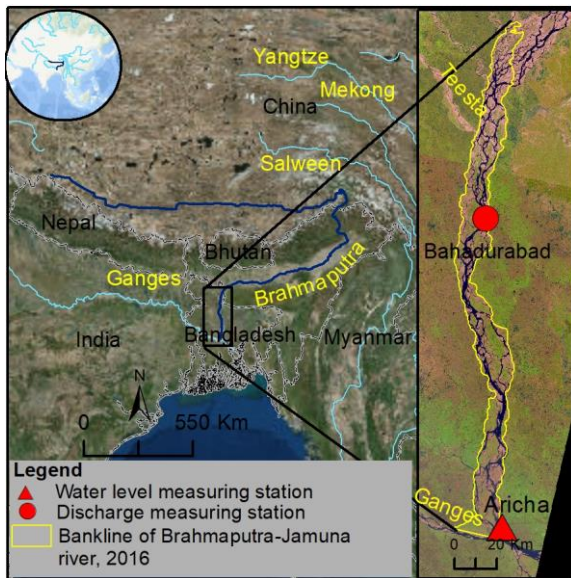 Yangtze
Mekong
China
Salween
Nepal
Bhutan
Ganges
Brahmaputra
India
Bangladesh
Myanmar
N
0 550 Km
Legend
Water level measuring station
Discharge measuring station
Bankline of Brahmaputra-Jamuna
river, 2016
Teesta
Bahadurabad
Ganges
Aricha
0 20 Km